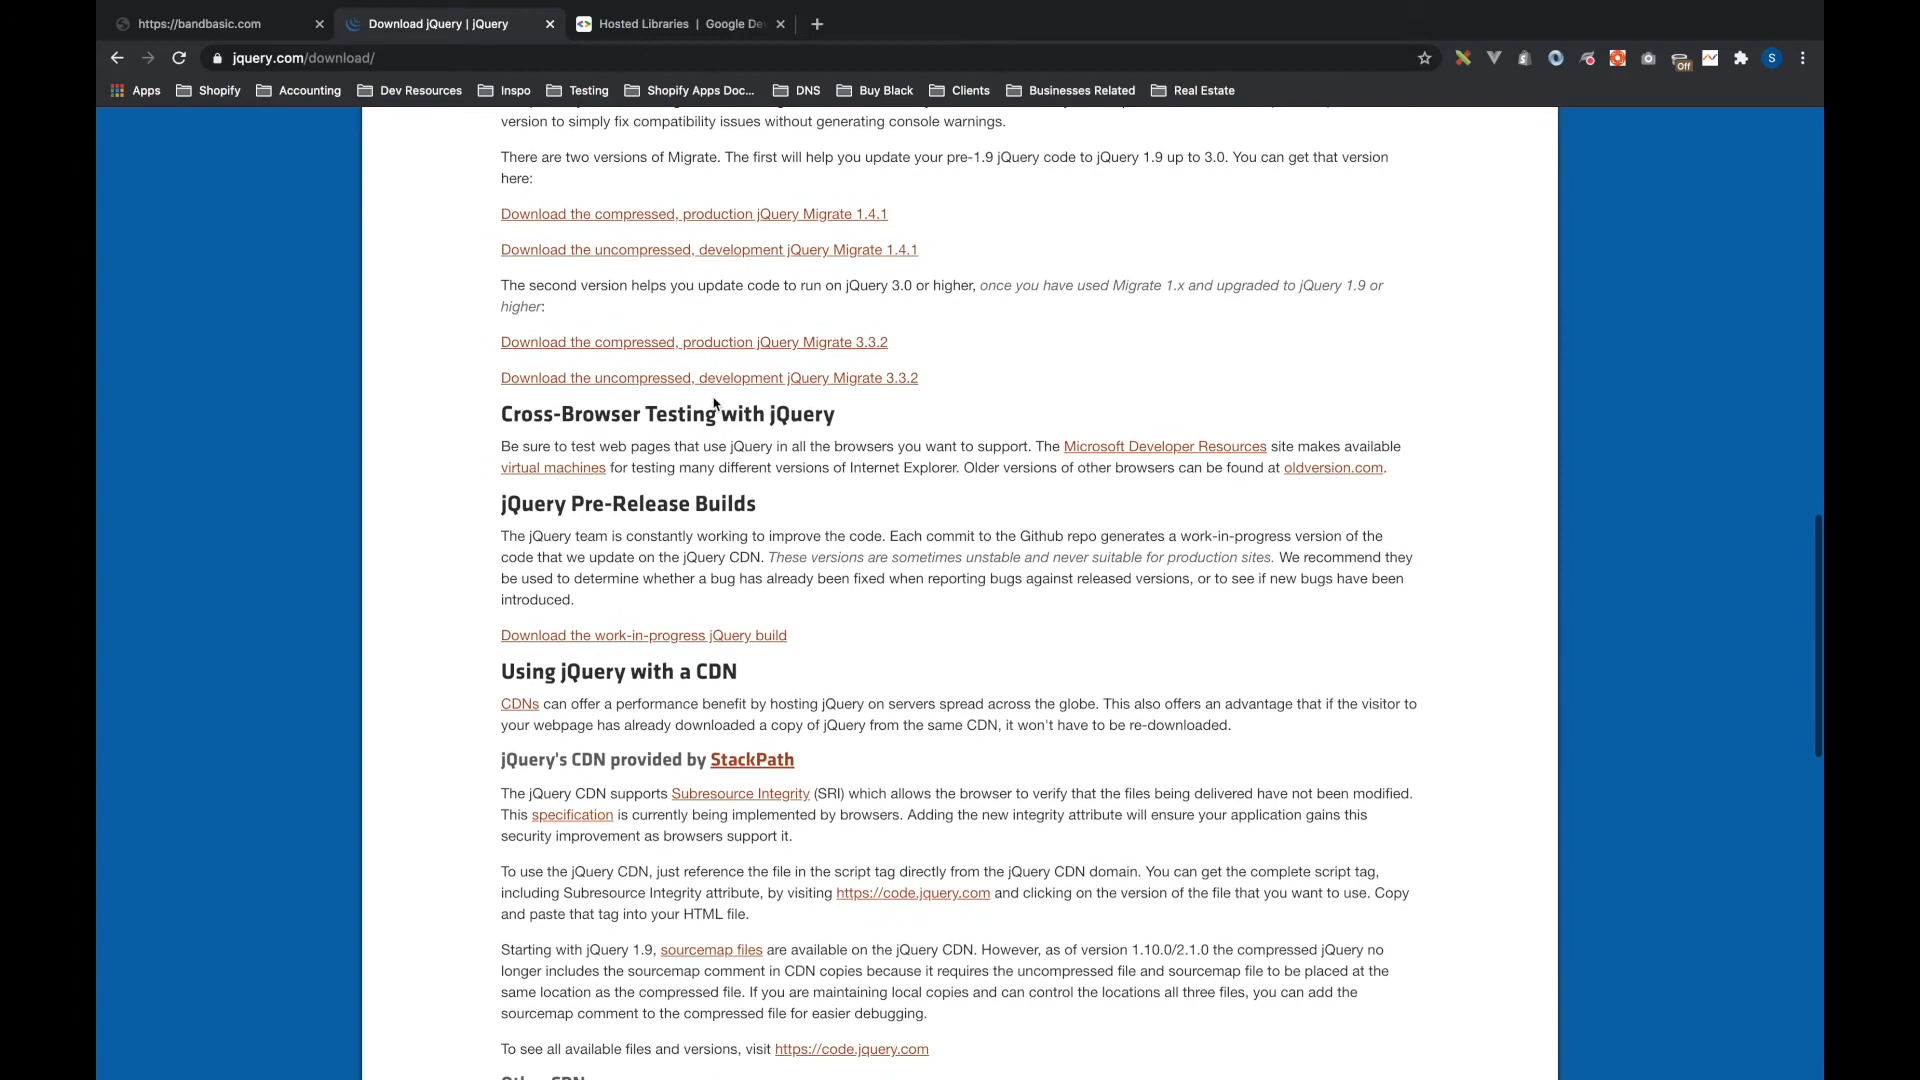 https://bandbasic.com
Download jQuery | jQuery
Hosted Libraries | Google De
jquery.com/download/
S
Off
Apps Shopify Accounting Dev Resources Inspo Testing Shopify Apps Doc... DNS Buy Black Clients Businesses Related Real Estate
version to simply fix compatibility issues without generating console warnings.
There are two versions of Migrate. The first will help you update your pre-1.9 jQuery code to jQuery 1.9 up to 3.0. You can get that version
here:
Download the compressed, production jQuery Migrate 1.4.1
Download the uncompressed, development jQuery Migrate 1.4.1
The second version helps you update code to run on jQuery 3.0 or higher, once you have used Migrate 1.x and upgraded to jQuery 1.9 or
higher:
Download the compressed, production jQuery Migrate 3.3.2
Download the uncompressed, development jQuery Migrate 3.3.2
Cross-Browser Testing with jQuery
Be sure to test web pages that use jQuery in all the browsers you want to support. The Microsoft Developer Resources site makes available
virtual machines for testing many different versions of Internet Explorer. Older versions of other browsers can be found at oldversion.com.
jQuery Pre-Release Builds
The jQuery team is constantly working to improve the code. Each commit to the Github repo generates a work-in-progress version of the
code that we update on the jQuery CDN. These versions are sometimes unstable and never suitable for production sites. We recommend they
be used to determine whether a bug has already been fixed when reporting bugs against released versions, or to see if new bugs have been
introduced.
Download the work-in-progress jQuery build
Using jQuery with a CDN
CDNs can offer a performance benefit by hosting jQuery on servers spread across the globe. This also offers an advantage that if the visitor to
your webpage has already downloaded a copy of jQuery from the same CDN, it won't have to be re-downloaded.
jQuery's CDN provided by StackPath
The jQuery CDN supports Subresource Integrity (SRI) which allows the browser to verify that the files being delivered have not been modified.
This specification is currently being implemented by browsers. Adding the new integrity attribute will ensure your application gains this
security improvement as browsers support it.
To use the jQuery CDN, just reference the file in the script tag directly from the jQuery CDN domain. You can get the complete script tag,
including Subresource Integrity attribute, by visiting https://code.jquery.com and clicking on the version of the file that you want to use. Copy
and paste that tag into your HTML file.
Starting with jQuery 1.9, sourcemap files are available on the jQuery CDN. However, as of version 1.10.0/2.1.0 the compressed jQuery no
longer includes the sourcemap comment in CDN copies because it requires the uncompressed file and sourcemap file to be placed at the
same location as the compressed file. If you are maintaining local copies and can control the locations all three files, you can add the
sourcemap comment to the compressed file for easier debugging.
To see all available files and versions, visit https://code.jquery.com